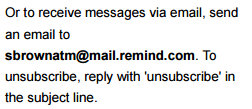 Or to receive messages via email, send
an email to
sbrownatm@mail.remind.com. To
unsubscribe, reply with 'unsubscribe' in
the subject line.